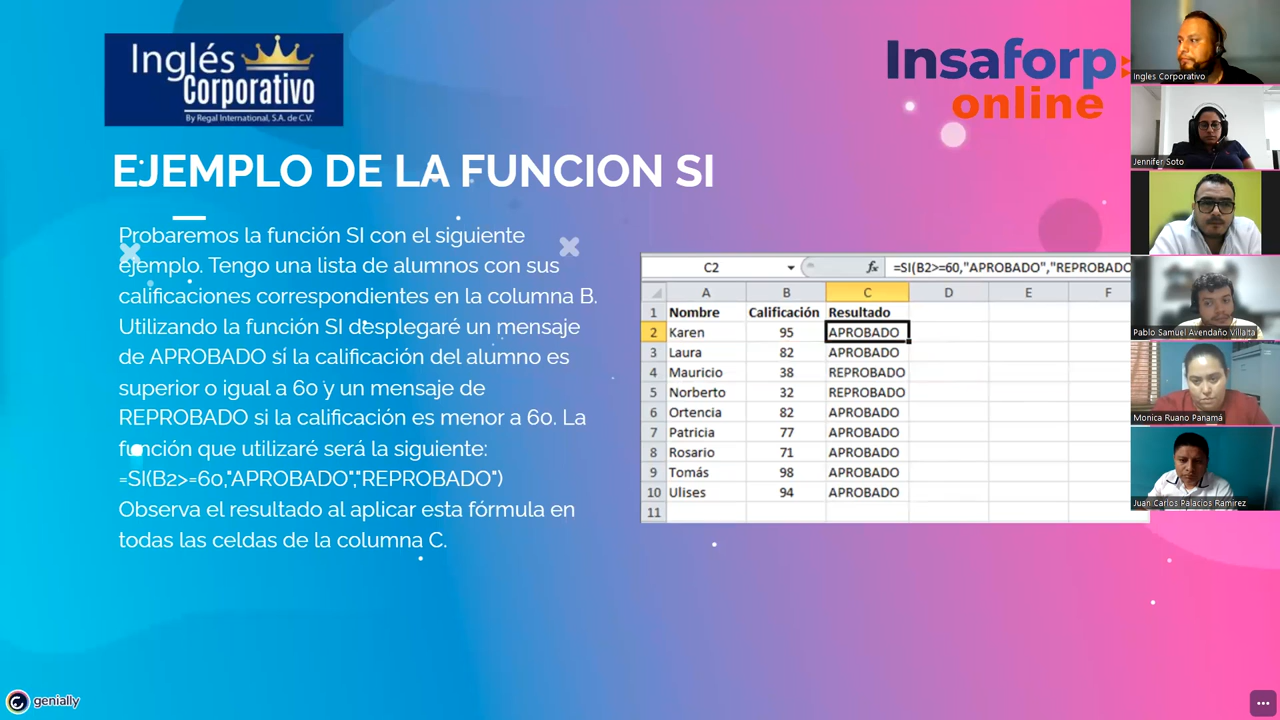 Inglés
Corporativo
By Regal International, S.A. de C.V.
Insaforp
online
EJEMPLO DE LA FUNCION SI
Probaremos la función SI con el siguiente
ejemplo. Tengo una lista de alumnos con sus
calificaciones correspondientes en la columna B.
Utilizando la función SI desplegaré un mensaje
de APROBADO si la calificación del alumno es
superior o igual a 60 y un mensaje de
REPROBADO si la calificación es menor a 60. La
función que utilizaré será la siguiente:
=SI(B2>=60,"APROBADO","REPROBADO")
Observa el resultado al aplicar esta fórmula en
todas las celdas de la columna C.
C2 fx =SI(B2>=60,"APROBADO","REPROBADO
A B C D E F
1 Nombre Calificación Resultado
2 Karen 95 APROBADO
3 Laura 82 APROBADO
4 Mauricio 38 REPROBADO
5 Norberto 32 REPROBADO
6 Ortencia 82 APROBADO
7 Patricia 77 APROBADO
8 Rosario 71 APROBADO
9 Tomás 98 APROBADO
10 Ulises 94 APROBADO
11
Ingles Corporativo
Jennifer Soto
Pablo Samuel Avendaño Villalta
Monica Ruano Panamá
Juan Carlos Palacios Ramirez
genially